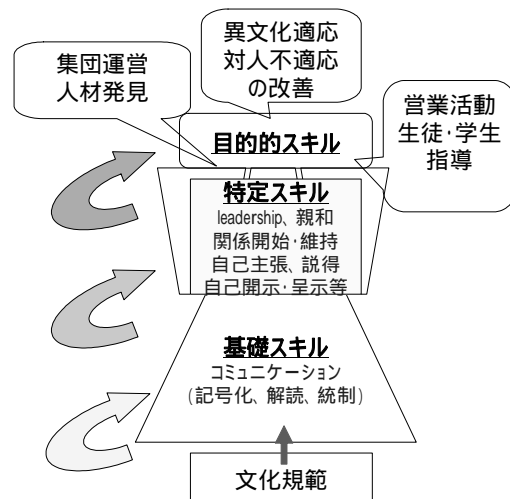 異文化適応
対人不適応
の改善
集団運営
人材発見
営業活動
生徒・学生
指導
目的的スキル
特定スキル
leadership、親和
関係開始・維持
自己主張、説得
自己開示・呈示等
基礎スキル
コミュニケーション
(記号化、解読、統制)
文化規範